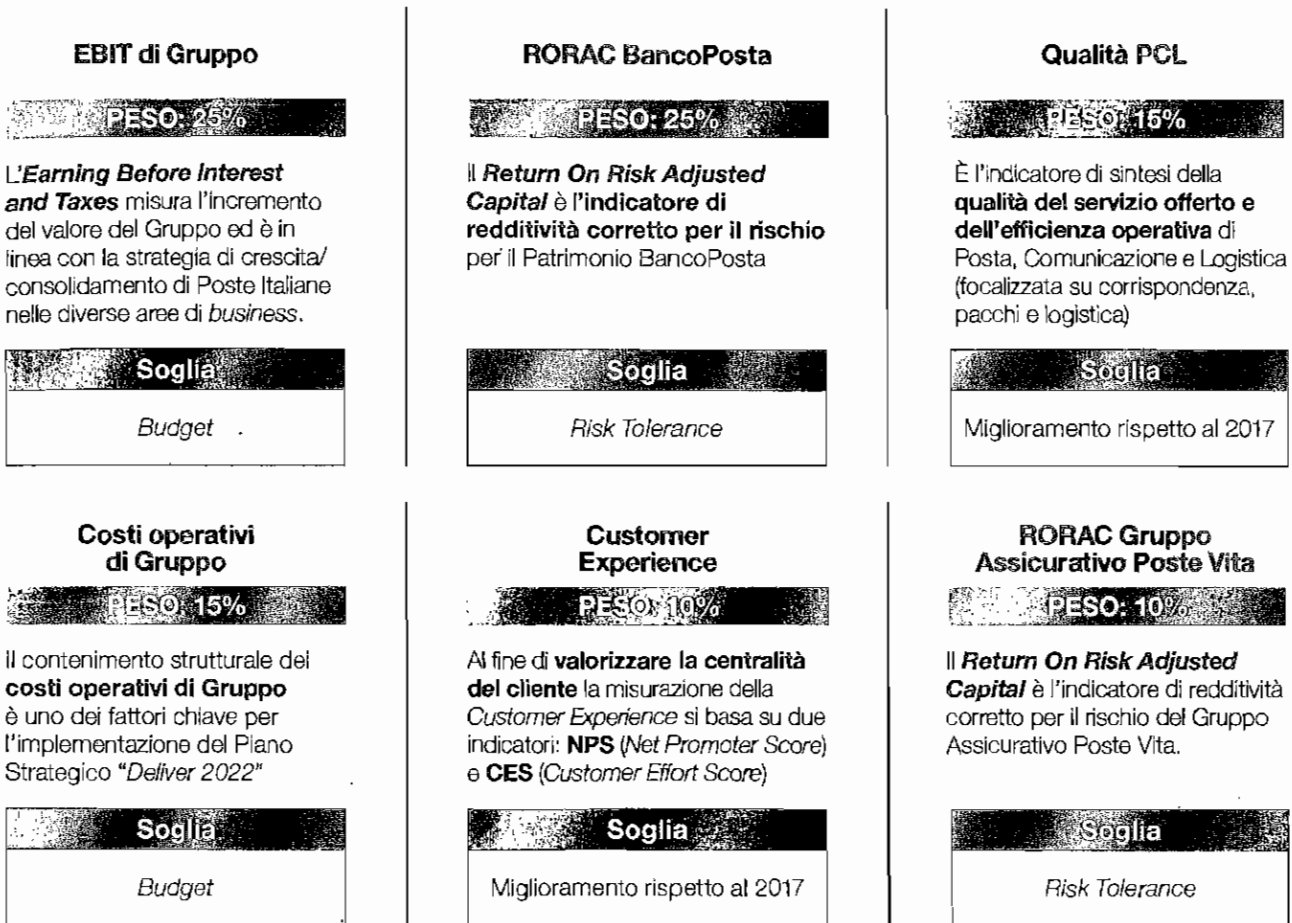 EBIT di Gruppo
PESO: 25%
L'Earning Before Interest
and Taxes misura l'incremento
del valore del Gruppo ed è in
linea con la strategia di crescita/
consolidamento di Poste Italiane
nelle diverse aree di business.
Soglia
Budget
RORAC BancoPosta
PESO: 25%
Il Return On Risk Adjusted
Capital è l'indicatore di
redditività corretto per il rischio
per il Patrimonio BancoPosta
Soglia
Risk Tolerance
Qualità PCL
PESO: 15%
È l'indicatore di sintesi della
qualità del servizio offerto e
dell'efficienza operativa di
Posta, Comunicazione e Logistica
(focalizzata su corrispondenza,
pacchi e logistica)
Soglia
Miglioramento rispetto al 2017
Costi operativi
di Gruppo
PESO: 15%
Il contenimento strutturale dei
costi operativi di Gruppo
è uno dei fattori chiave per
l'implementazione del Piano
Strategico "Deliver 2022"
Soglia
Budget
Customer
Experience
PESO: 10%
Al fine di valorizzare la centralità
del cliente la misurazione della
Customer Experience si basa su due
indicatori: NPS (Net Promoter Score)
e CES (Customer Effort Score)
Soglia
Miglioramento rispetto al 2017
RORAC Gruppo
Assicurativo Poste Vita
PESO: 10%
Il Return On Risk Adjusted
Capital è l'indicatore di redditività
corretto per il rischio del Gruppo
Assicurativo Poste Vita.
Soglia
Risk Tolerance